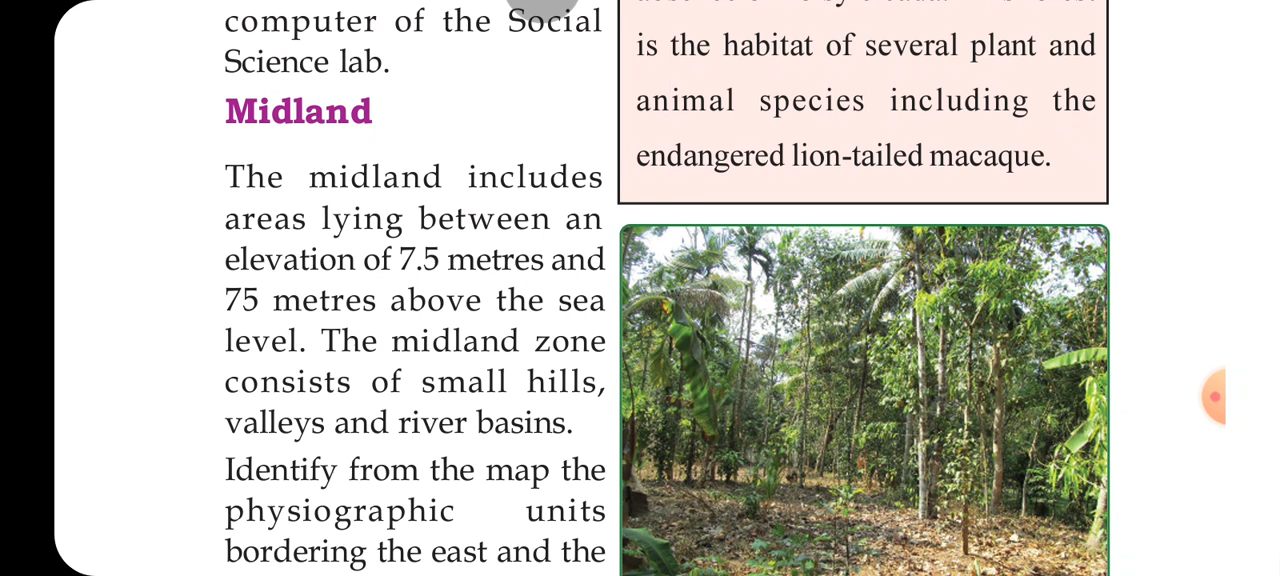 computer of the Social
Science lab.
Midland
The midland includes
areas lying between an
elevation of 7.5 metres and
75 metres above the sea
level. The midland zone
consists of small hills,
valleys and river basins.
Identify from the map the
physiographic units
bordering the east and the
is the habitat of several plant and
animal species including the
endangered lion-tailed macaque.